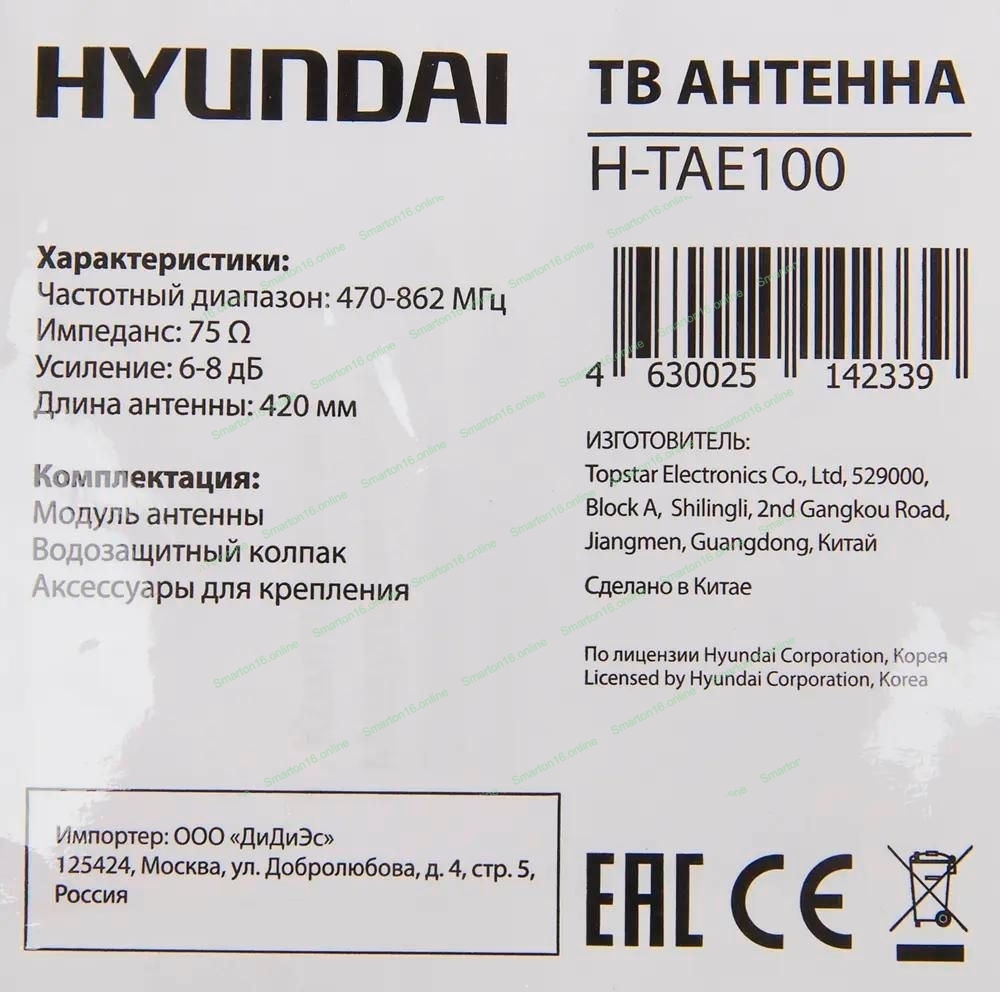 HYUNDAI
ТВ АНТЕННА
H-TAE100
Характеристики:
Частотный диапазон: 470-862 МГц
Импеданс: 75 Ω
Усиление: 6-8 дБ
Длина антенны: 420 мм
Комплектация:
Модуль антенны
Водозащитный колпак
Аксессуары для крепления
4 630025 142339
ИЗГОТОВИТЕЛЬ:
Topstar Electronics Co., Ltd, 529000,
Block A, Shilingli, 2nd Gangkou Road,
Jiangmen, Guangdong, Китай
Сделано в Китае
По лицензии Hyundai Corporation, Корея
Licensed by Hyundai Corporation, Korea
Импортер: ООО «ДиДиЭс»
125424, Москва, ул. Добролюбова, д. 4, стр. 5,
Россия
EAC CE
Smarton16.online